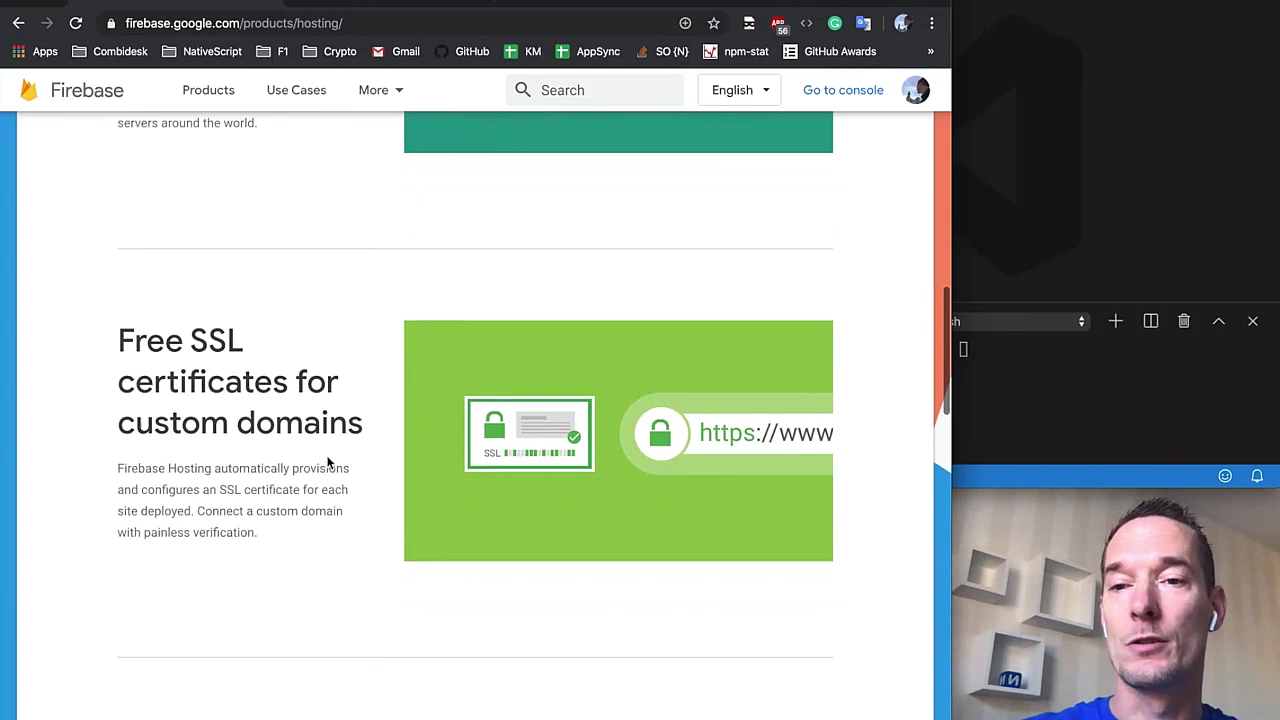 firebase.google.com/products/hosting/
56
Apps
Combidesk
NativeScript
F1
Crypto
Gmail
GitHub
KM
AppSync
SO {N}
npm-stat
GitHub Awards
»
Firebase
Products
Use Cases
More
Search
English
Go to console
servers around the world.
Free SSL
certificates for
custom domains
Firebase Hosting automatically provisions
and configures an SSL certificate for each
site deployed. Connect a custom domain
with painless verification.
SSL
https://www
sh
N